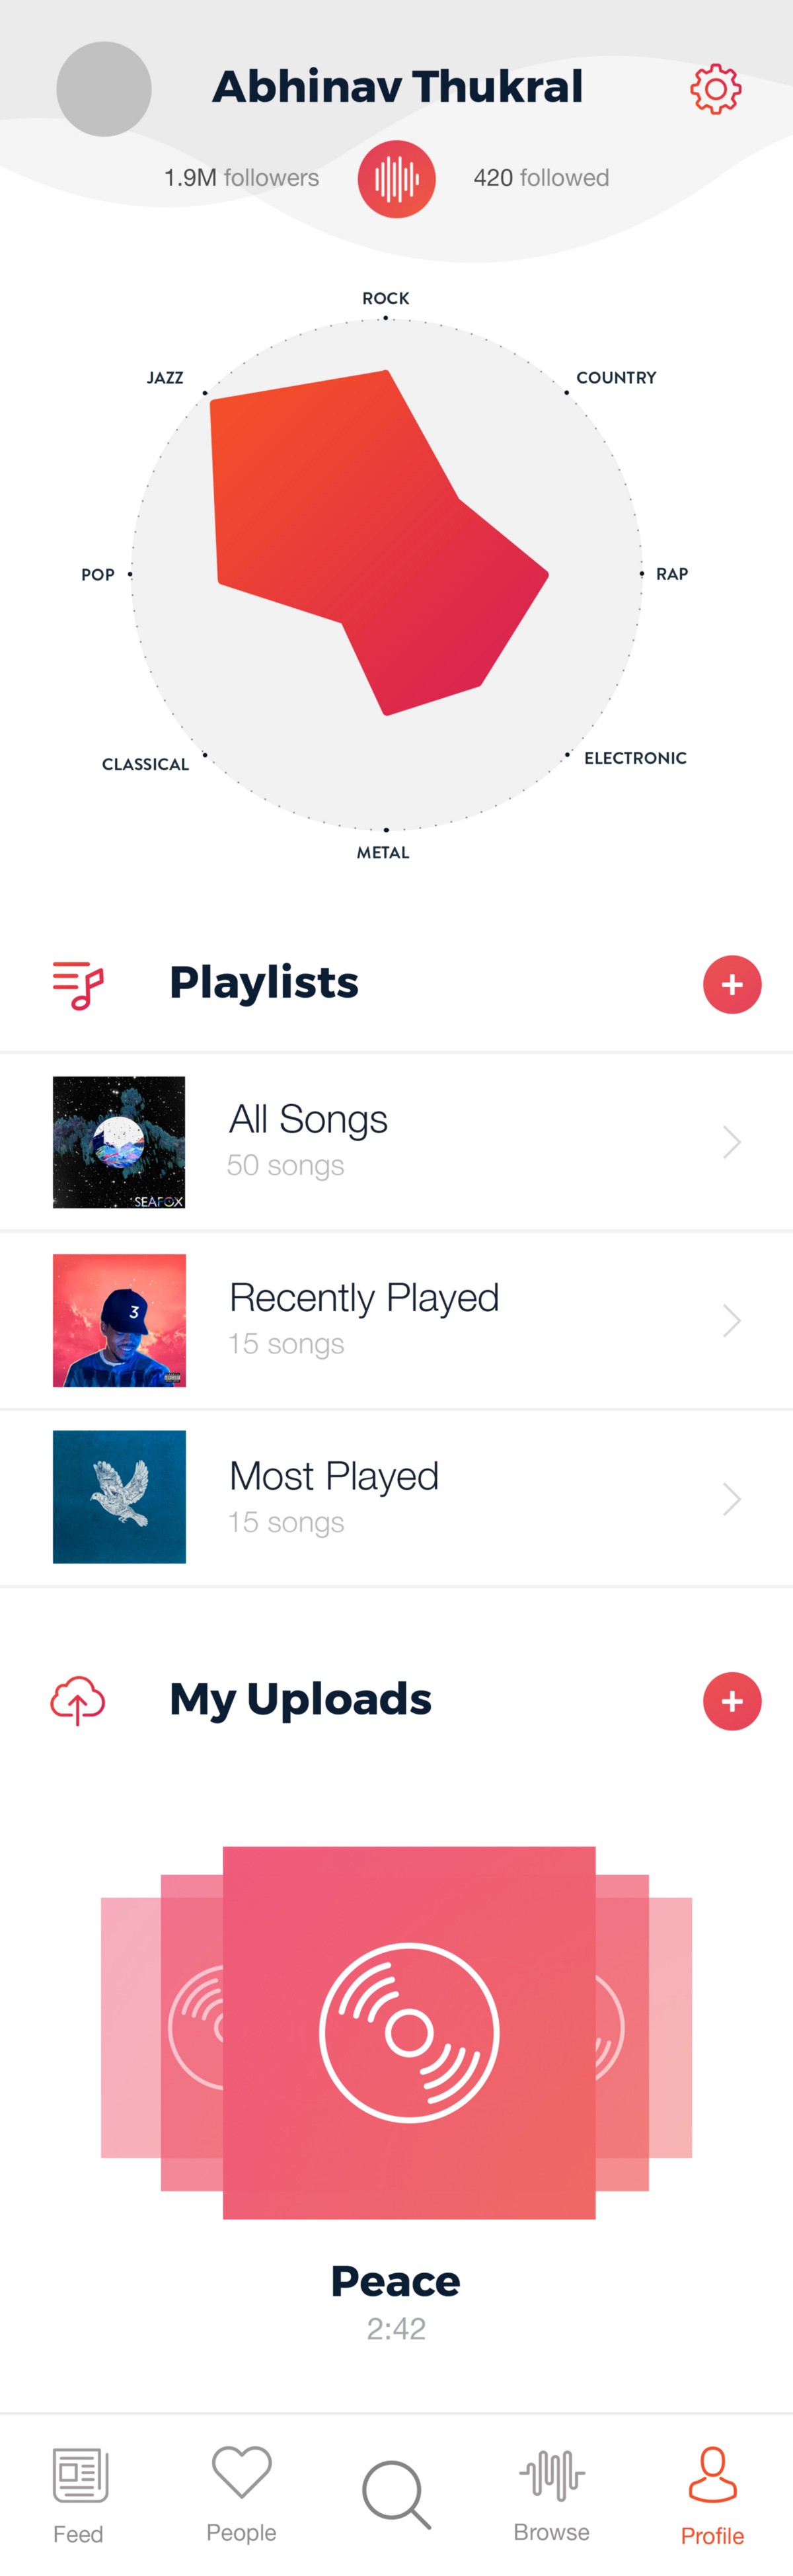 Abhinav Thukral
1.9M followers
420 followed
ROCK
JAZZ
COUNTRY
POP
RAP
CLASSICAL
ELECTRONIC
METAL
Playlists
All Songs
50 songs
SEAFOX
Recently Played
15 songs
3
Most Played
15 songs
My Uploads
Peace
2:42
Feed
People
Browse
Profile